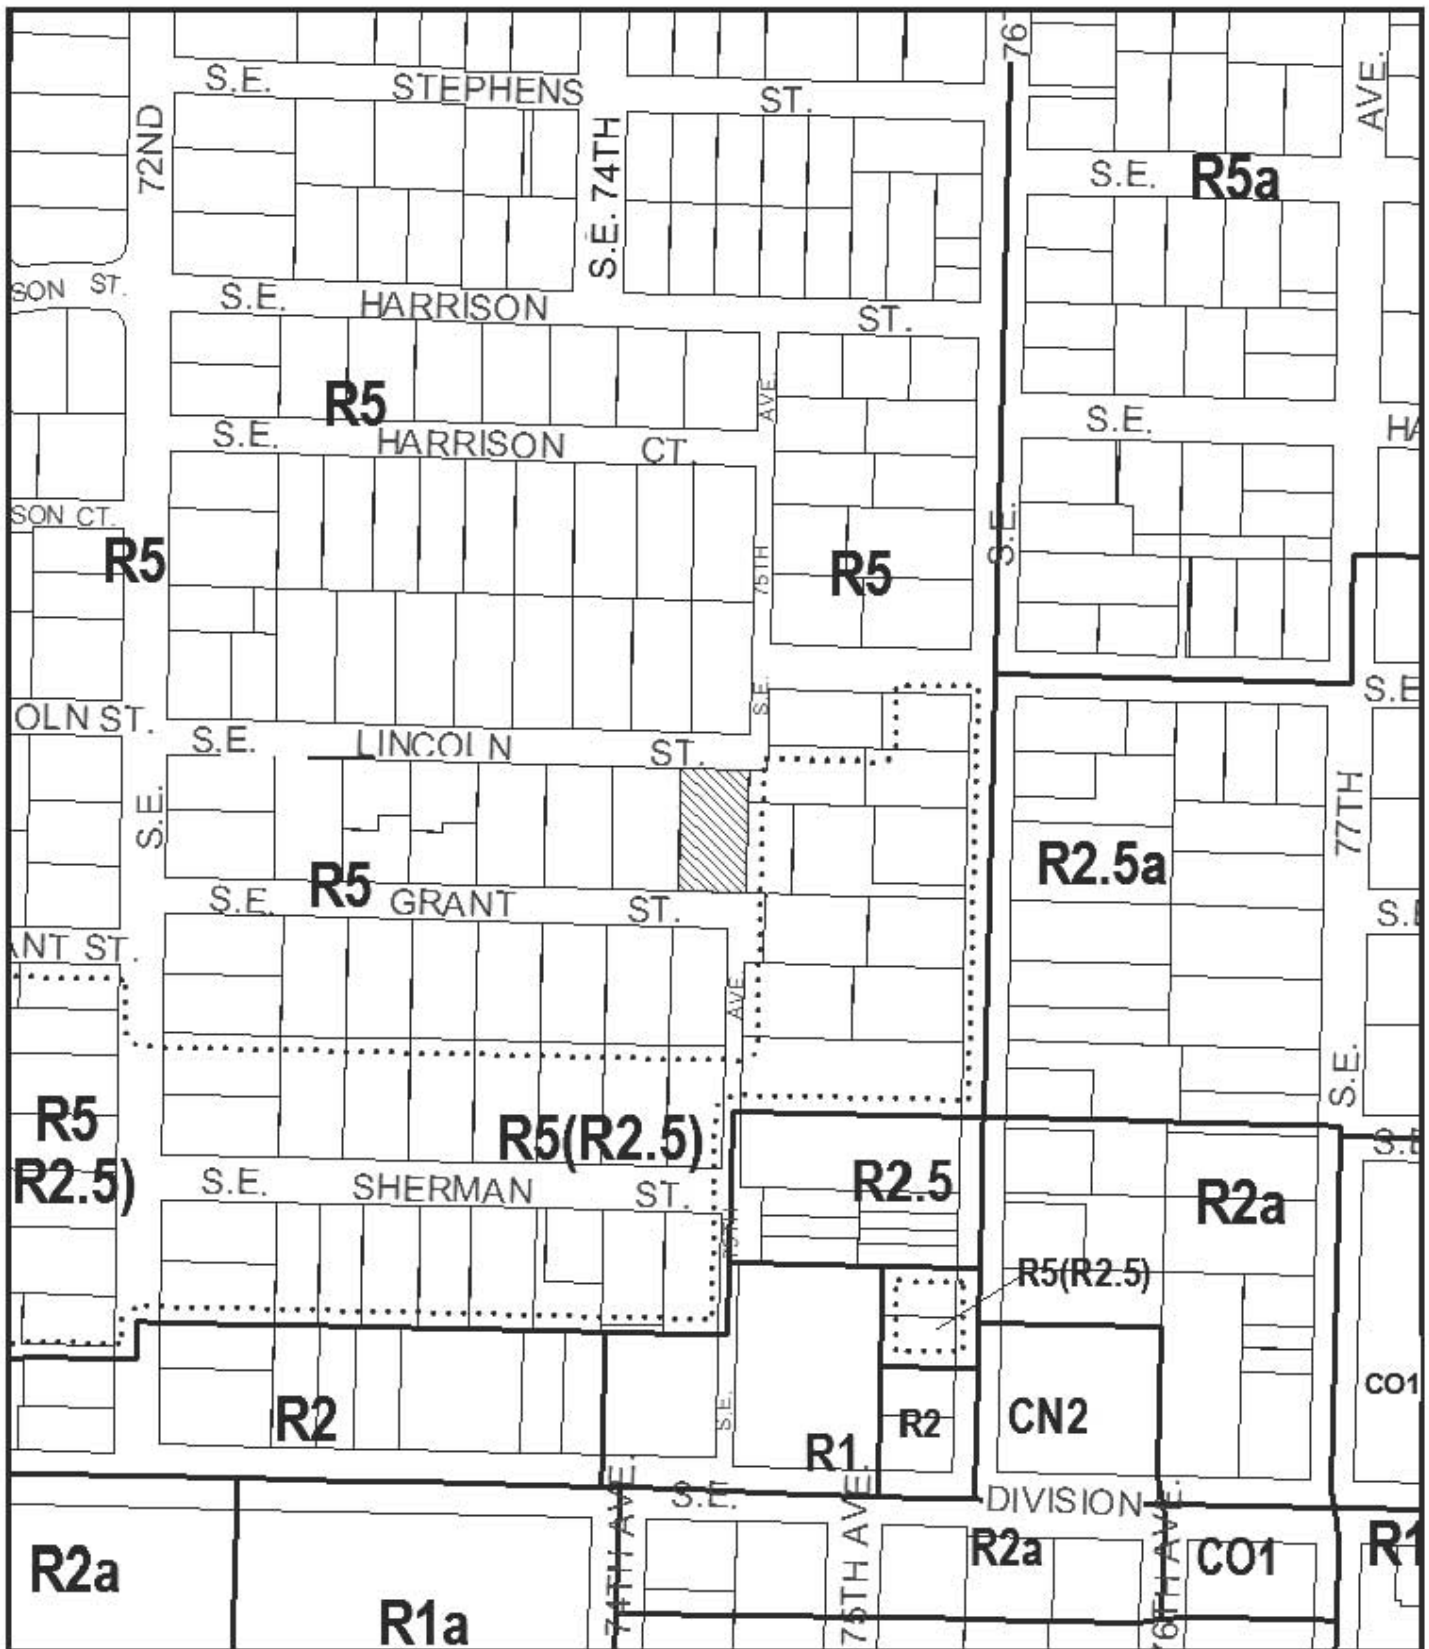 76
S.E. STEPHENS ST.
AVE.
72ND
S.E. 74TH
S.E. R5a
SON ST.
S.E. HARRISON ST.
R5
AVE.
S.E.
HA
S.E. HARRISON CT.
SON CT.
R5
75TH
R5
S.E.
S.E.
S.E
OLN ST.
S.E. LINCOLN ST.
S.E.
77TH
R2.5a
R5
S.E. GRANT ST.
S.E
ANT ST.
AVE.
S.E.
R5
R2.5)
R5(R2.5)
S.E
R2.5
S.E. SHERMAN ST.
R2a
75TH
R5(R2.5)
CO1
R2
S.E.
R2
CN2
R1
S.E. DIVISION
74TH AVE.
75TH AVE.
76TH AVE.
R2a
R1a
R2a
CO1
R1